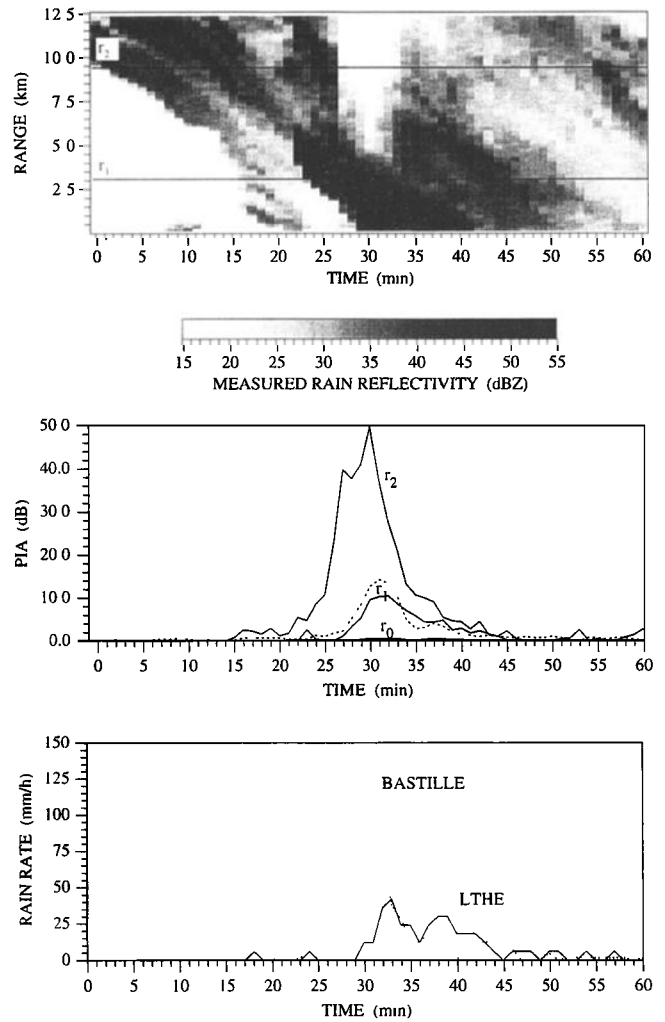 12 5
10 0
7 5
5 0
2 5
RANGE (km)
r2
r1
0 5 10 15 20 25 30 35 40 45 50 55 60
TIME (min)
15 20 25 30 35 40 45 50 55
MEASURED RAIN REFLECTIVITY (dBZ)
50 0
40 0
30 0
20 0
10 0
0.0
PIA (dB)
r2
r1
r0
0 5 10 15 20 25 30 35 40 45 50 55 60
TIME (min)
150
125
100
75
50
25
0
RAIN RATE (mm/h)
BASTILLE
LTHE
0 5 10 15 20 25 30 35 40 45 50 55 60
TIME (min)